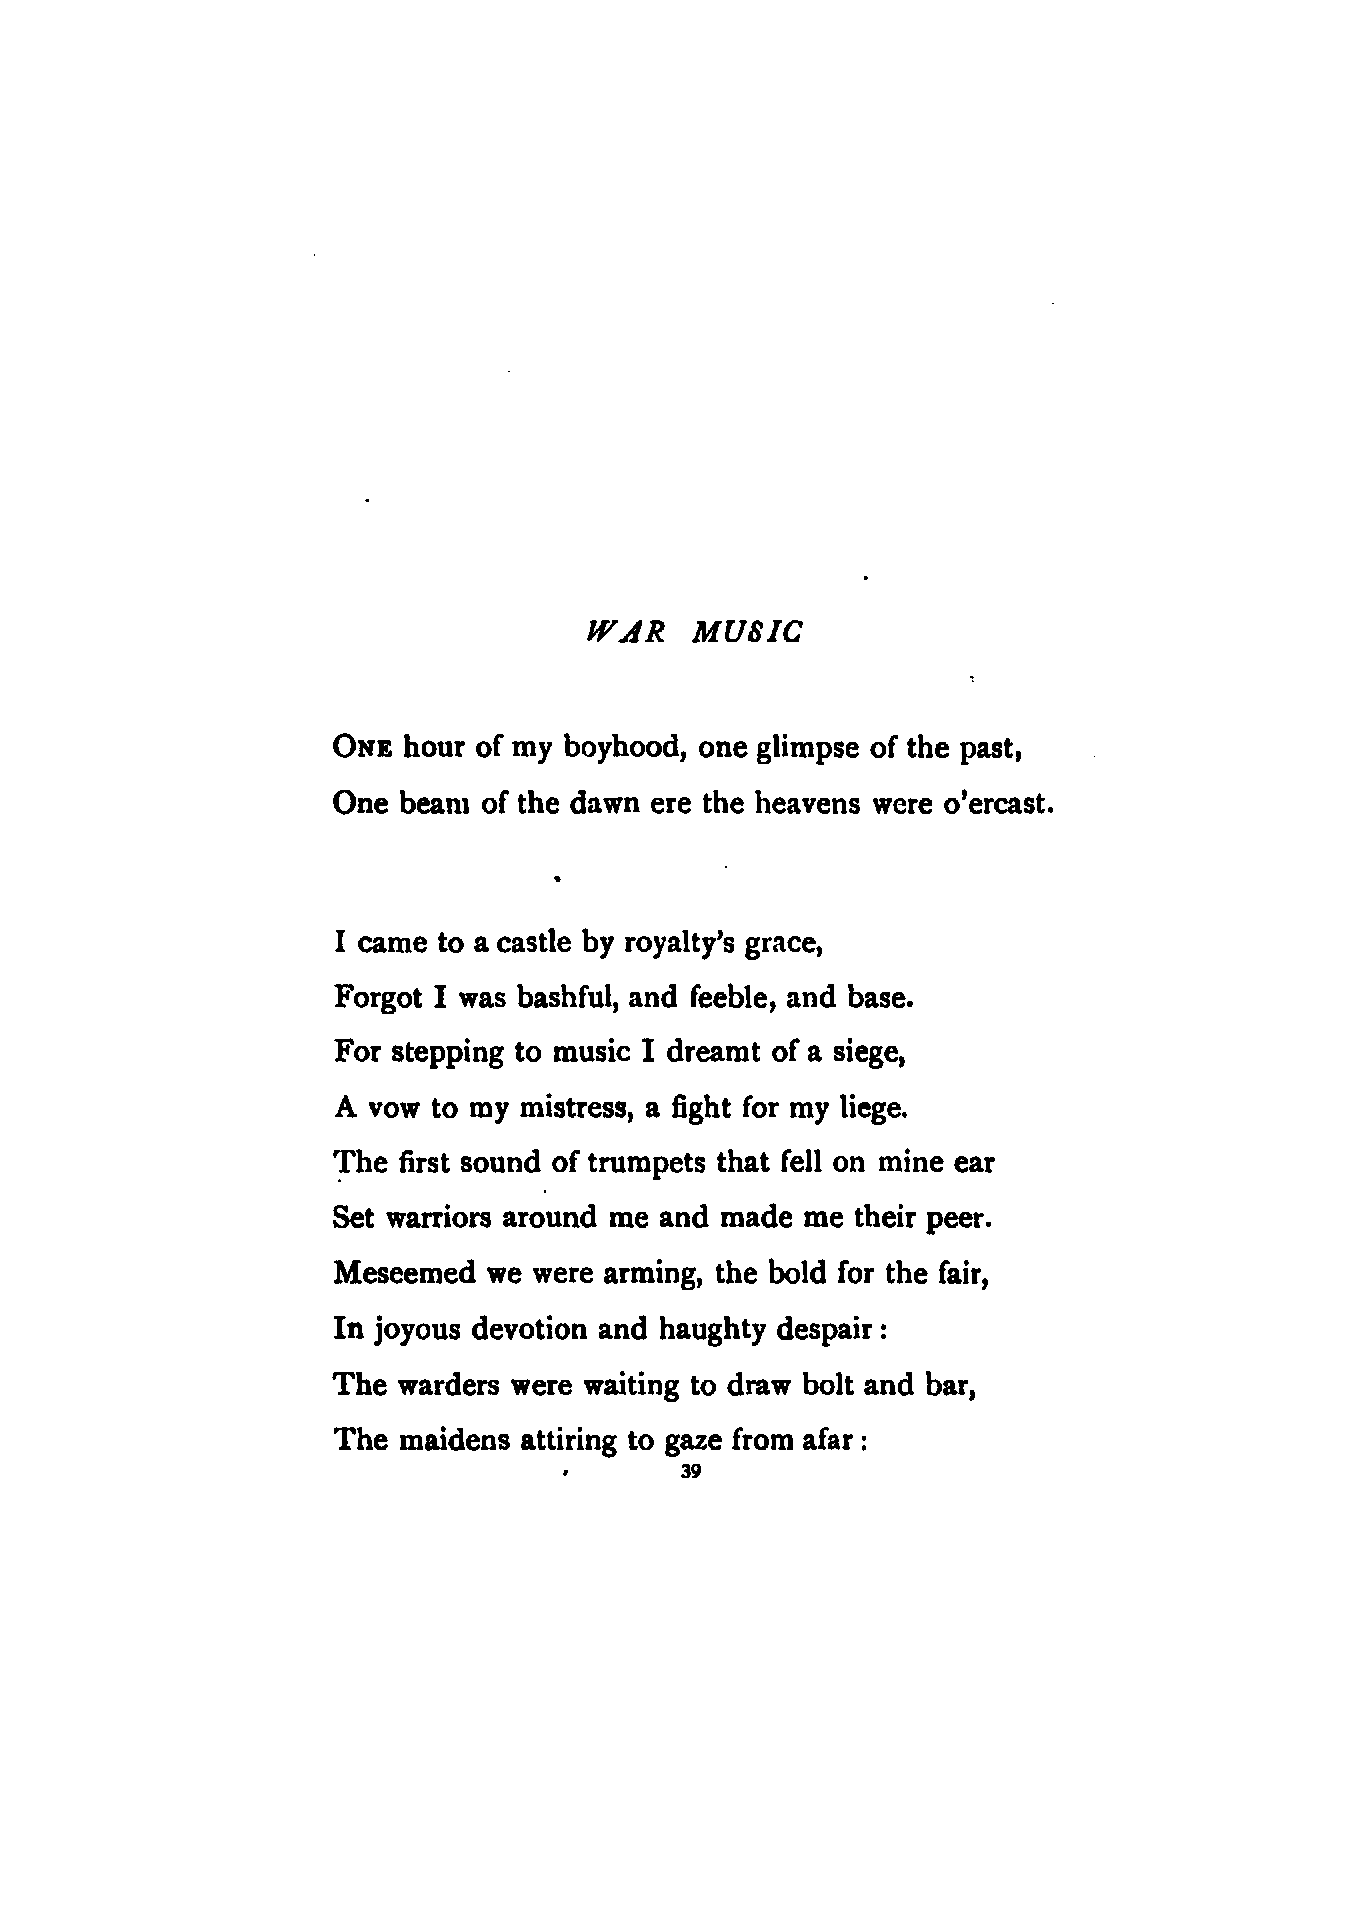 WAR MUSIC
ONE hour of my boyhood, one glimpse of the past,
One beam of the dawn ere the heavens were o'ercast.
I came to a castle by royalty's grace,
Forgot I was bashful, and feeble, and base.
For stepping to music I dreamt of a siege,
A vow to my mistress, a fight for my liege.
The first sound of trumpets that fell on mine ear
Set warriors around me and made me their peer.
Meseemed we were arming, the bold for the fair,
In joyous devotion and haughty despair :
The warders were waiting to draw bolt and bar,
The maidens attiring to gaze from afar :
39